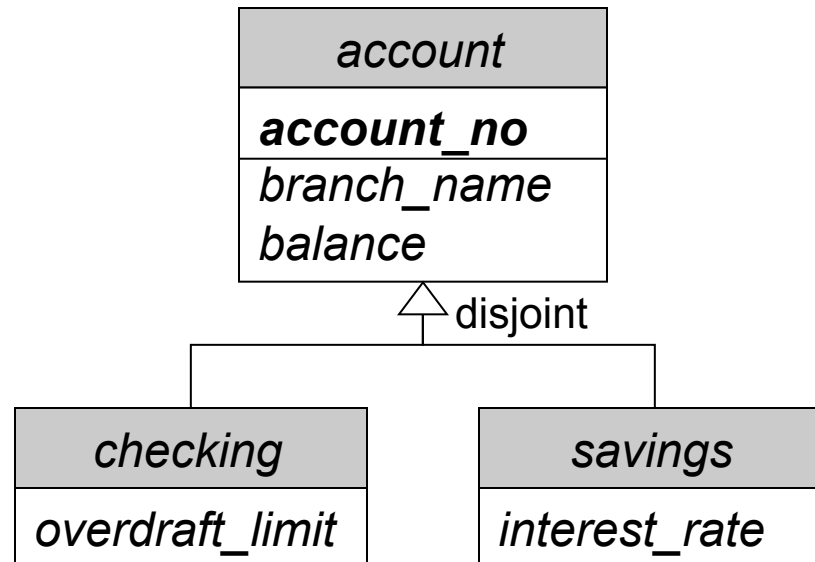 account
account_no
branch_name
balance
disjoint
checking
overdraft_limit
savings
interest_rate